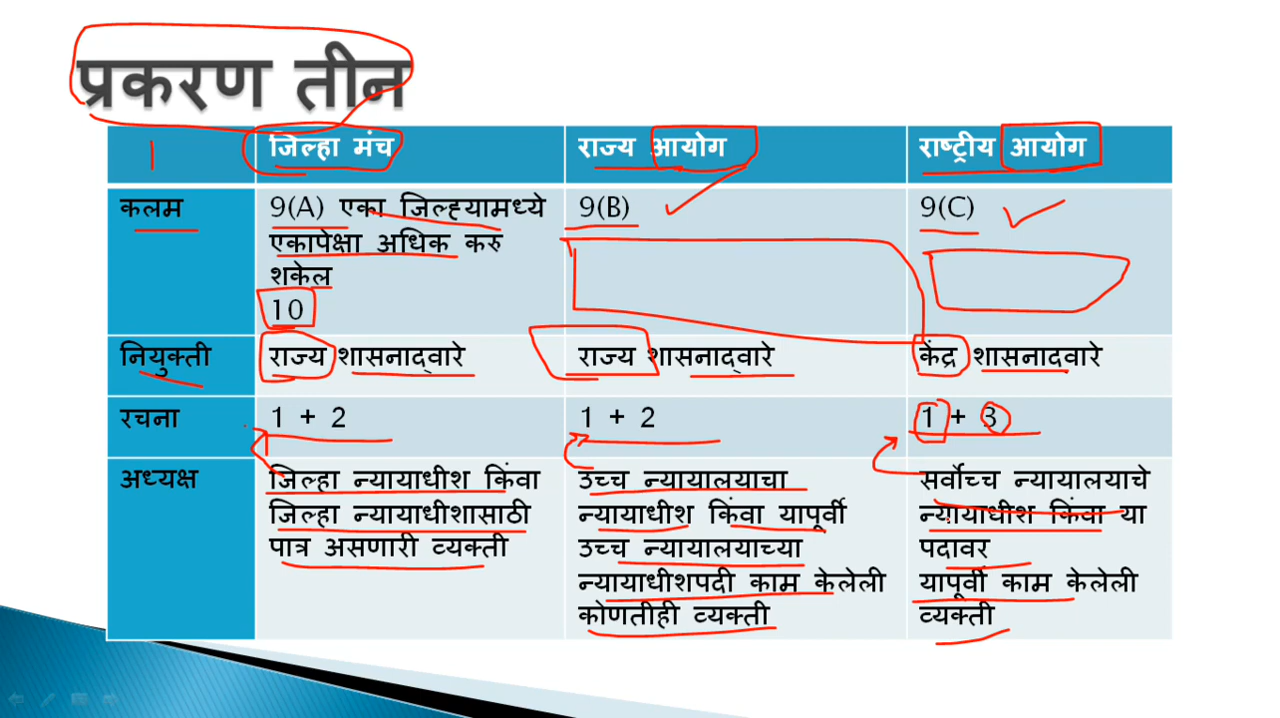 प्रकरण तीन
1
जिल्हा मंच
राज्य आयोग
राष्ट्रीय आयोग
कलम
9(A) एका जिल्ह्यामध्ये
एकापेक्षा अधिक करु
शकेल
10
9(B)
9(C)
नियुक्ती
राज्य शासनाद्वारे
राज्य शासनाद्वारे
केंद्र शासनादवारे
रचना
1 + 2
1 + 2
1 + 3
अध्यक्ष
जिल्हा न्यायाधीश किंवा
जिल्हा न्यायाधीशासाठी
पात्र असणारी व्यक्ती
उच्च न्यायालयाचा
न्यायाधीश किंवा यापूर्वी
उच्च न्यायालयाच्या
न्यायाधीशपदी काम केलेली
कोणतीही व्यक्ती
सर्वोच्च न्यायालयाचे
न्यायाधीश किंवा या
पदावर
यापूर्वी काम केलेली
व्यक्ती